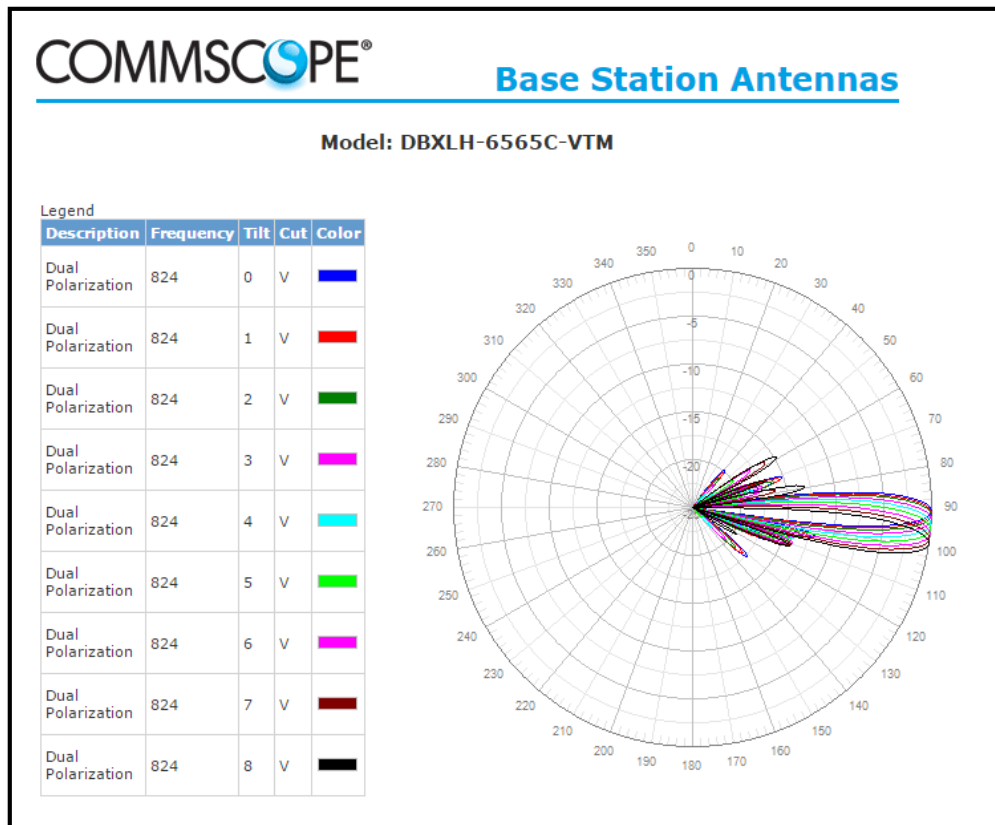 COMMSCOPE®
Base Station Antennas
Model: DBXLH-6565C-VTM
Legend
Description Frequency Tilt Cut Color
Dual
Polarization 824 0 V
Dual
Polarization 824 1 V
Dual
Polarization 824 2 V
Dual
Polarization 824 3 V
Dual
Polarization 824 4 V
Dual
Polarization 824 5 V
Dual
Polarization 824 6 V
Dual
Polarization 824 7 V
Dual
Polarization 824 8 V
0
10
20
30
40
50
60
70
80
90
100
110
120
130
140
150
160
170
180
190
200
210
220
230
240
250
260
270
280
290
300
310
320
330
340
350
0
-5
-10
-15
-20